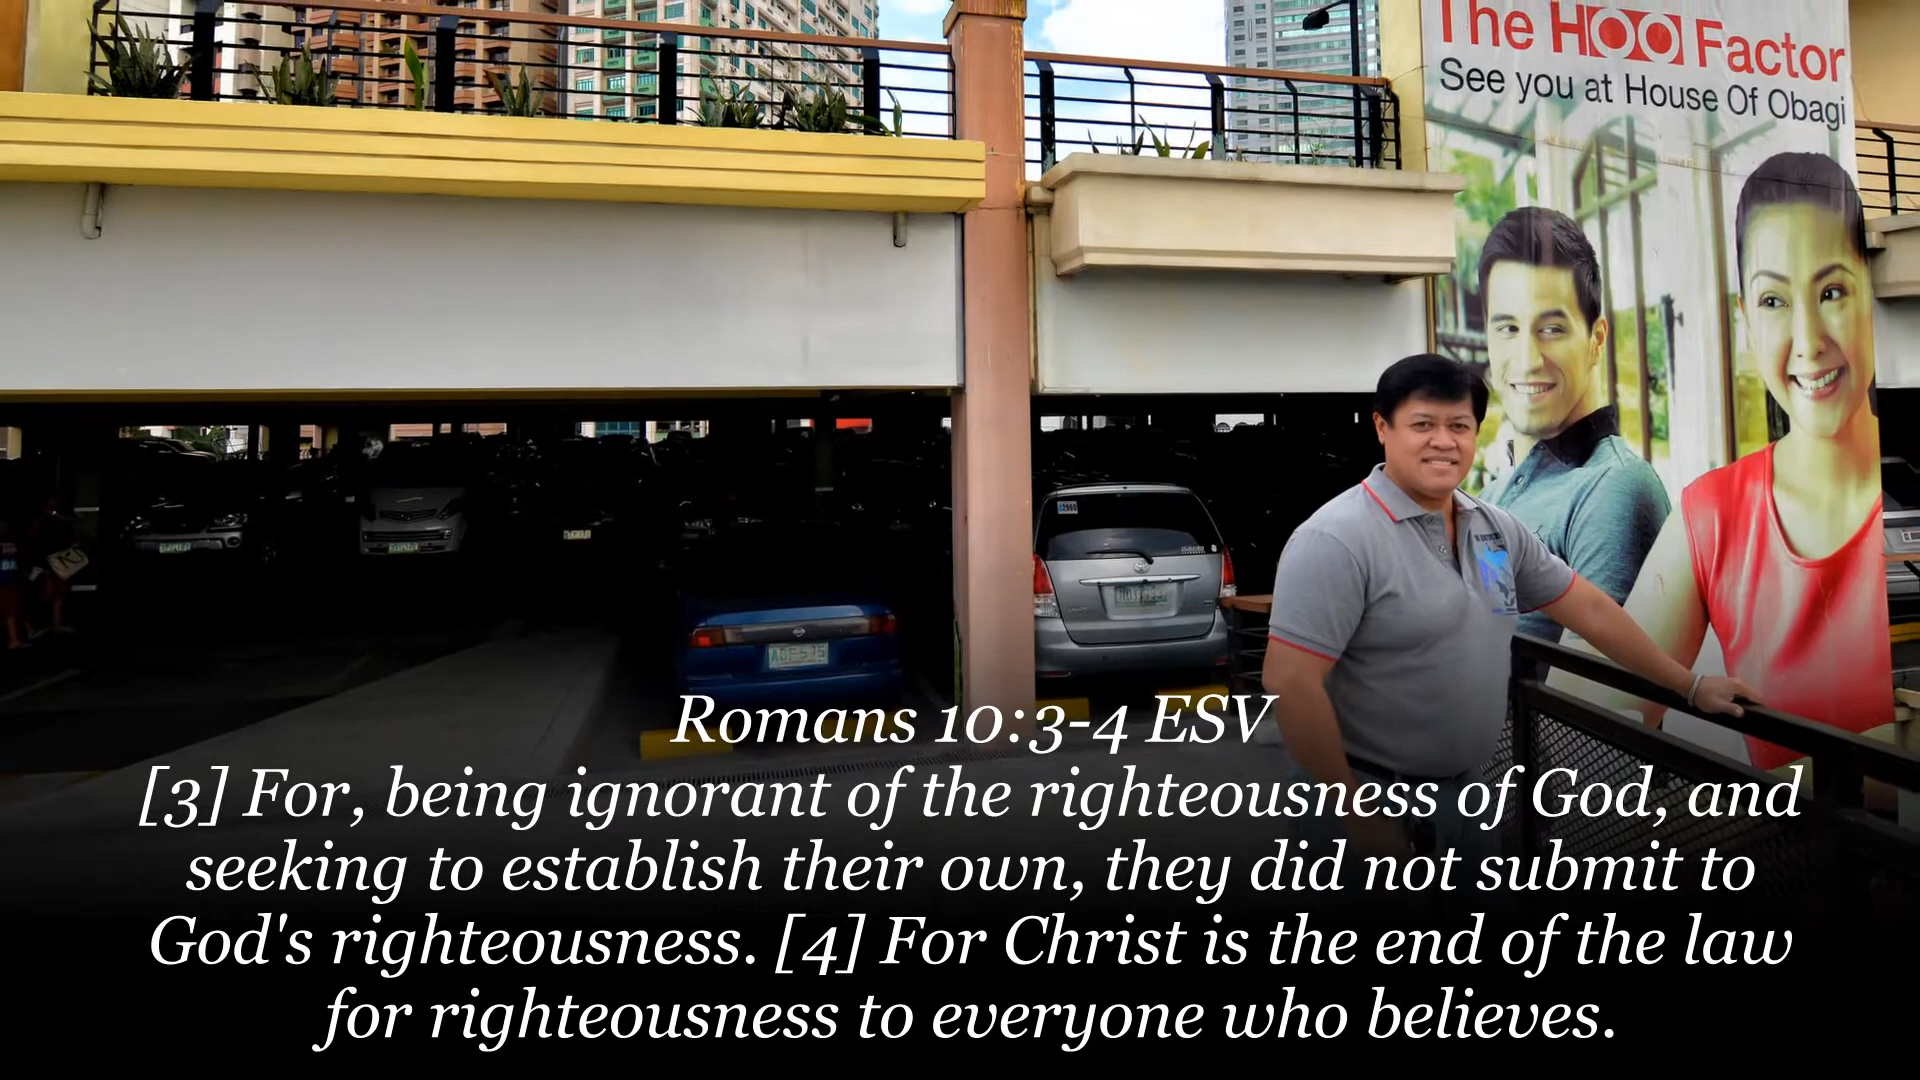 The HOO Factor
See you at House Of Obagi
Romans 10:3-4 ESV
[3] For, being ignorant of the righteousness of God, and
seeking to establish their own, they did not submit to
God's righteousness. [4] For Christ is the end of the law
for righteousness to everyone who believes.